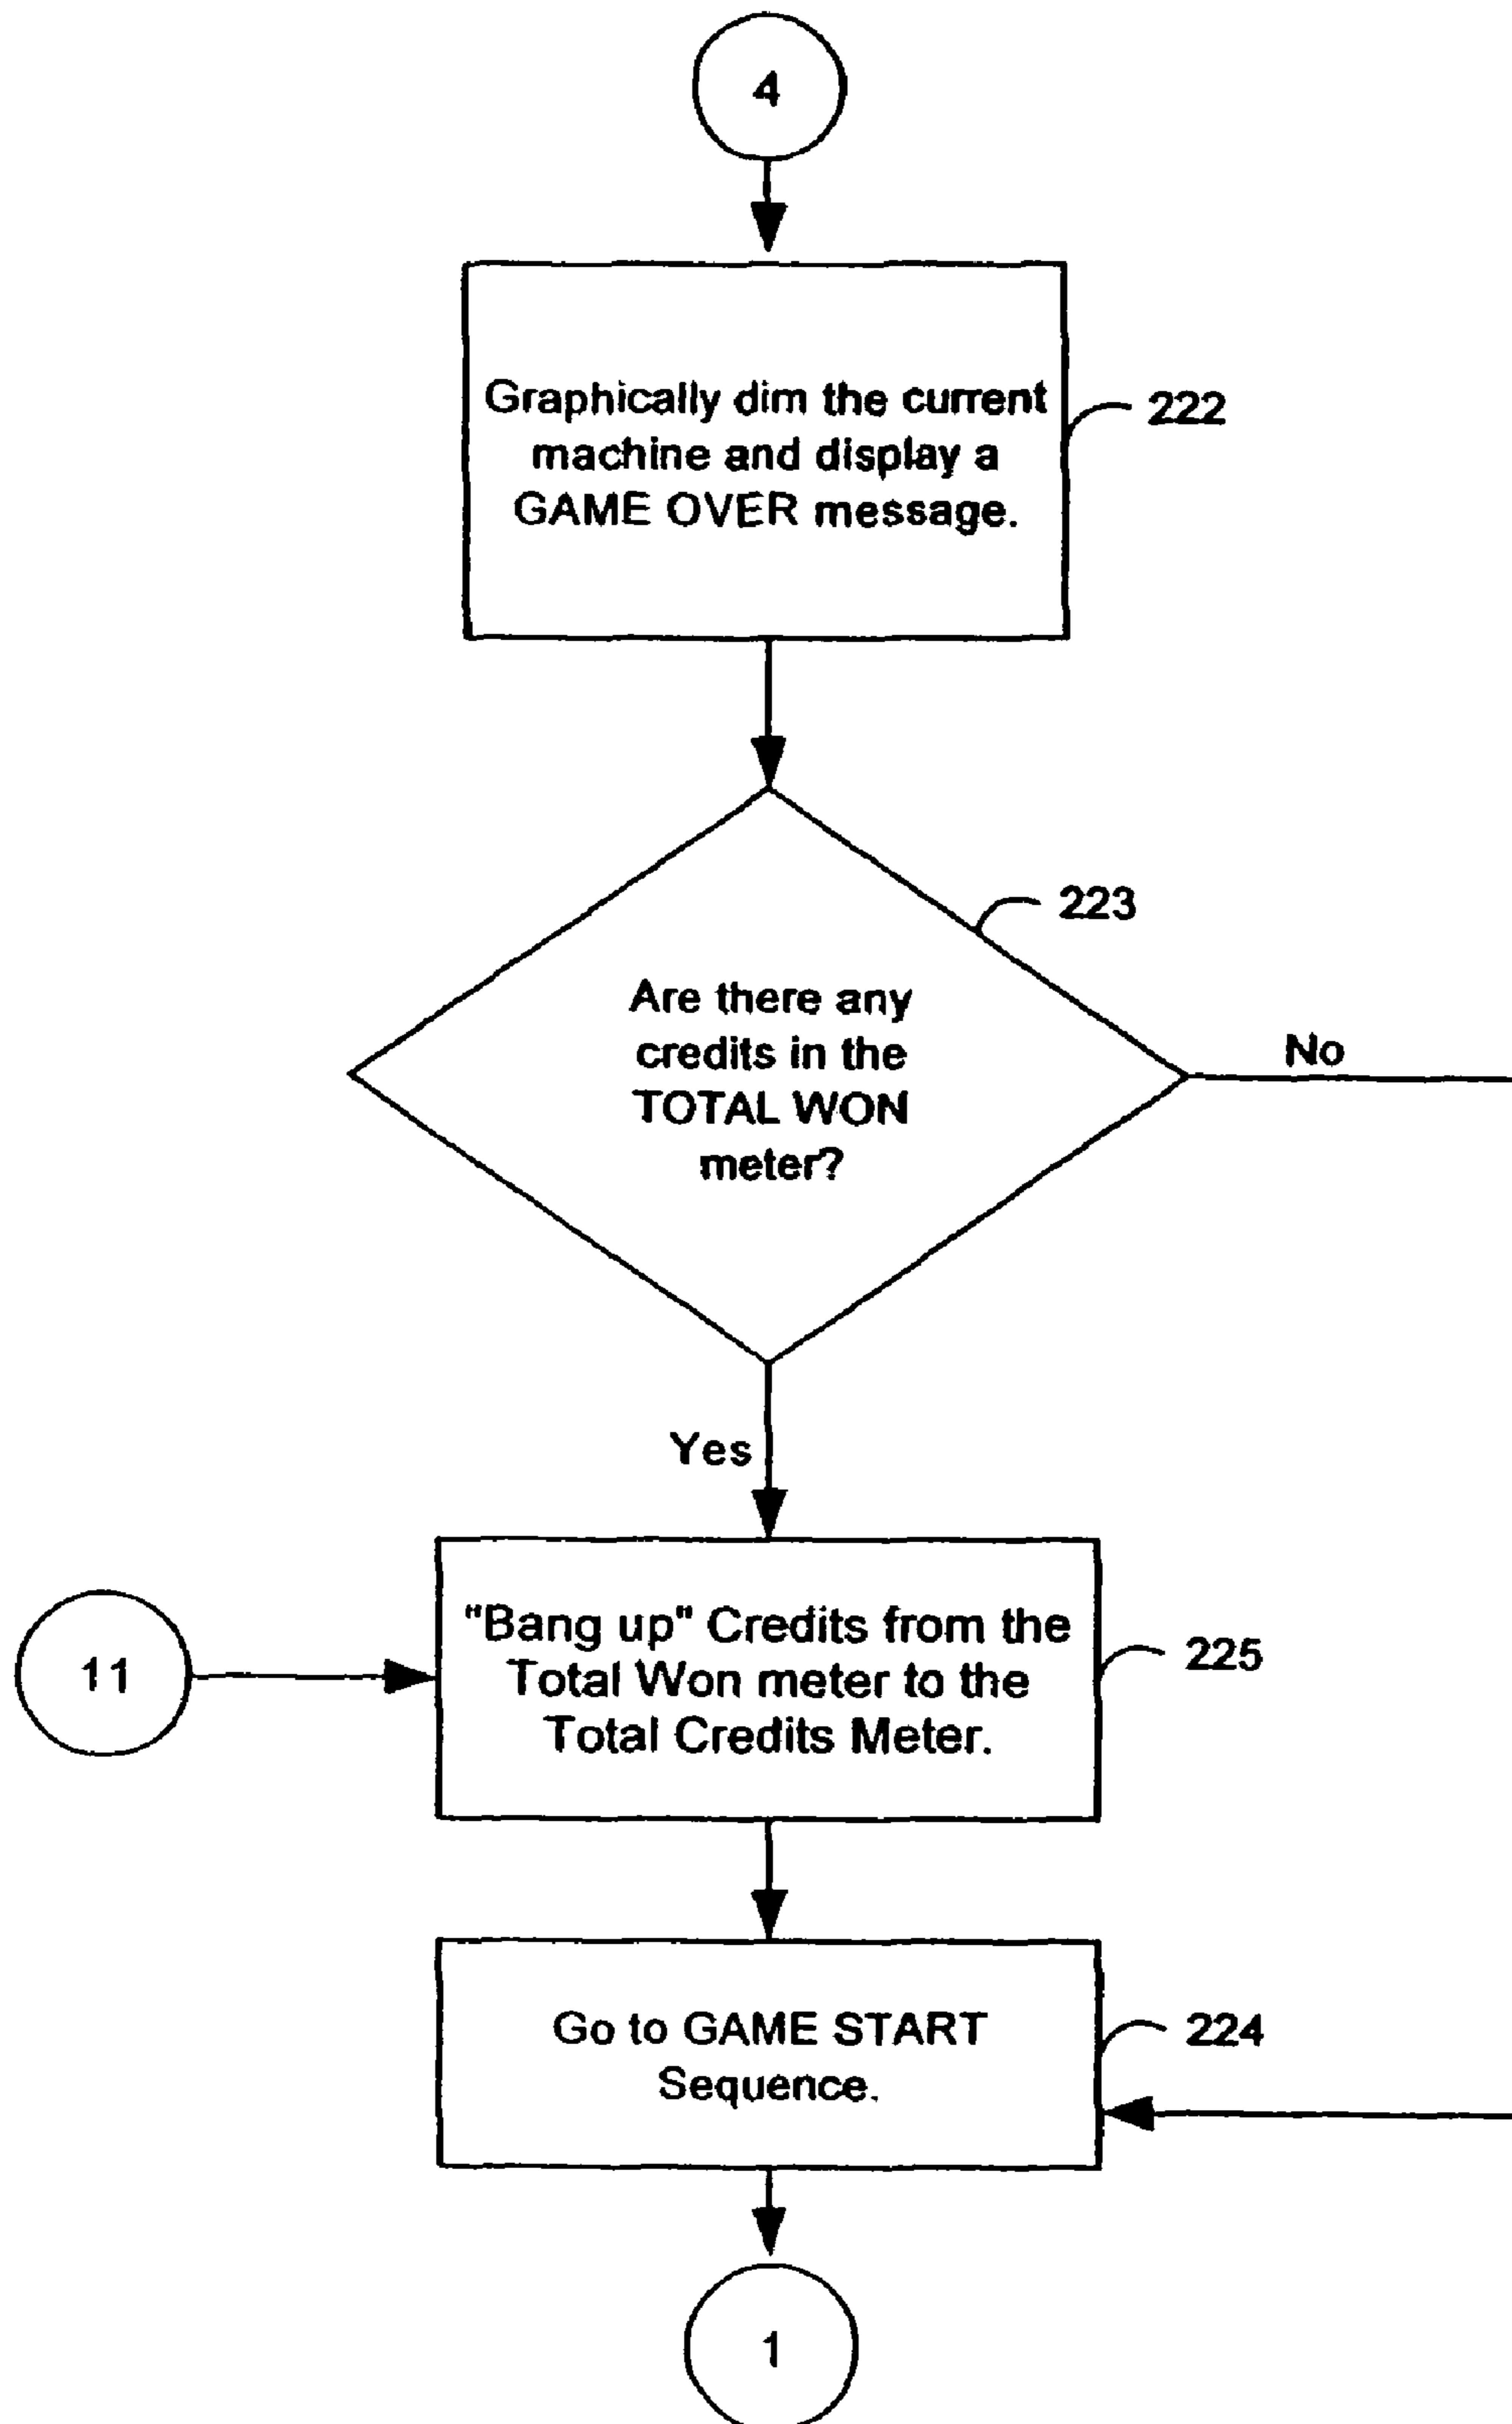 4
Graphically dim the current
machine and display a
GAME OVER message.
222
223
Are there any
credits in the
TOTAL WON
meter?
No
Yes
11
"Bang up" Credits from the
Total Won meter to the
Total Credits Meter.
225
Go to GAME START
Sequence.
224
1